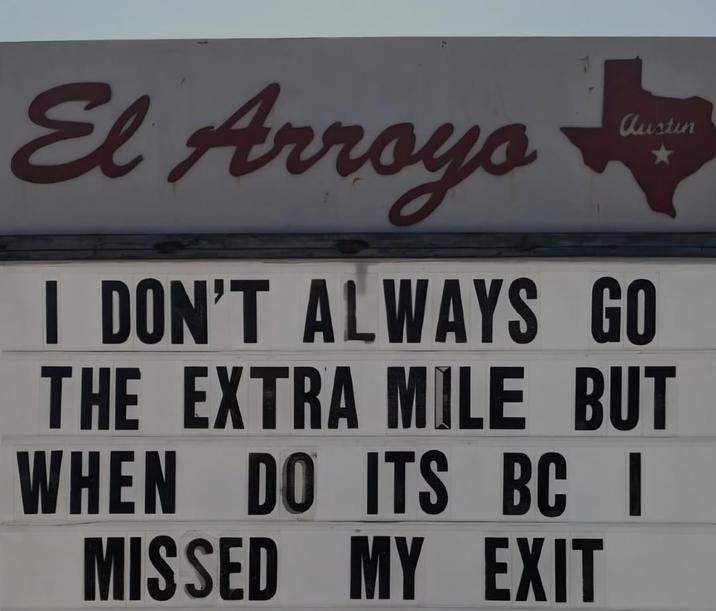 El Arroyo
Austin
I DON'T ALWAYS GO
THE EXTRA MILE BUT
WHEN DO ITS BC I
MISSED MY EXIT